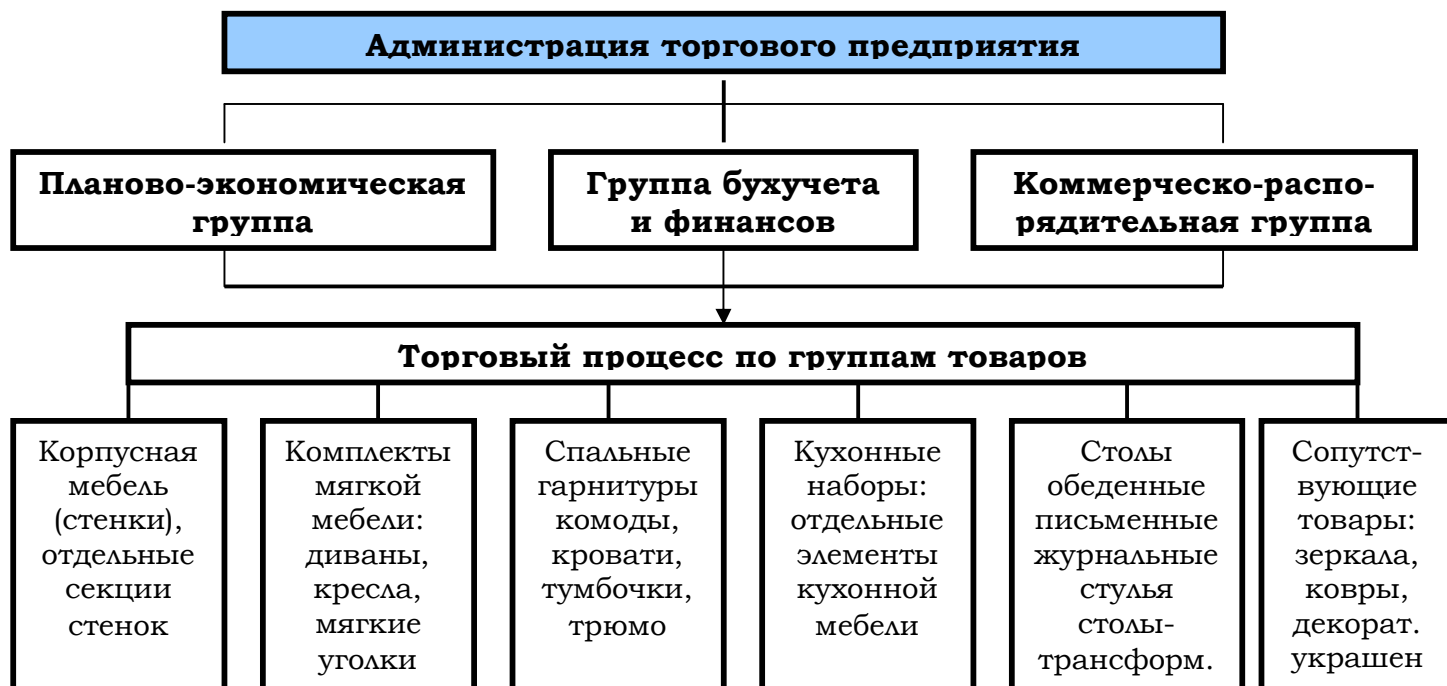 Администрация торгового предприятия
Планово-экономическая
группа
Группа бухучета
и финансов
Коммерческо-распо-
рядительная группа
Торговый процесс по группам товаров
Корпусная
мебель
(стенки),
отдельные
секции
стенок
Комплекты
мягкой
мебели:
диваны,
кресла,
мягкие
уголки
Спальные
гарнитуры
комоды,
кровати,
тумбочки,
трюмо
Кухонные
наборы:
отдельные
элементы
кухонной
мебели
Столы
обеденные
письменные
журнальные
стулья
столы-
трансформ.
Сопутст-
вующие
товары:
зеркала,
ковры,
декорат.
украшен